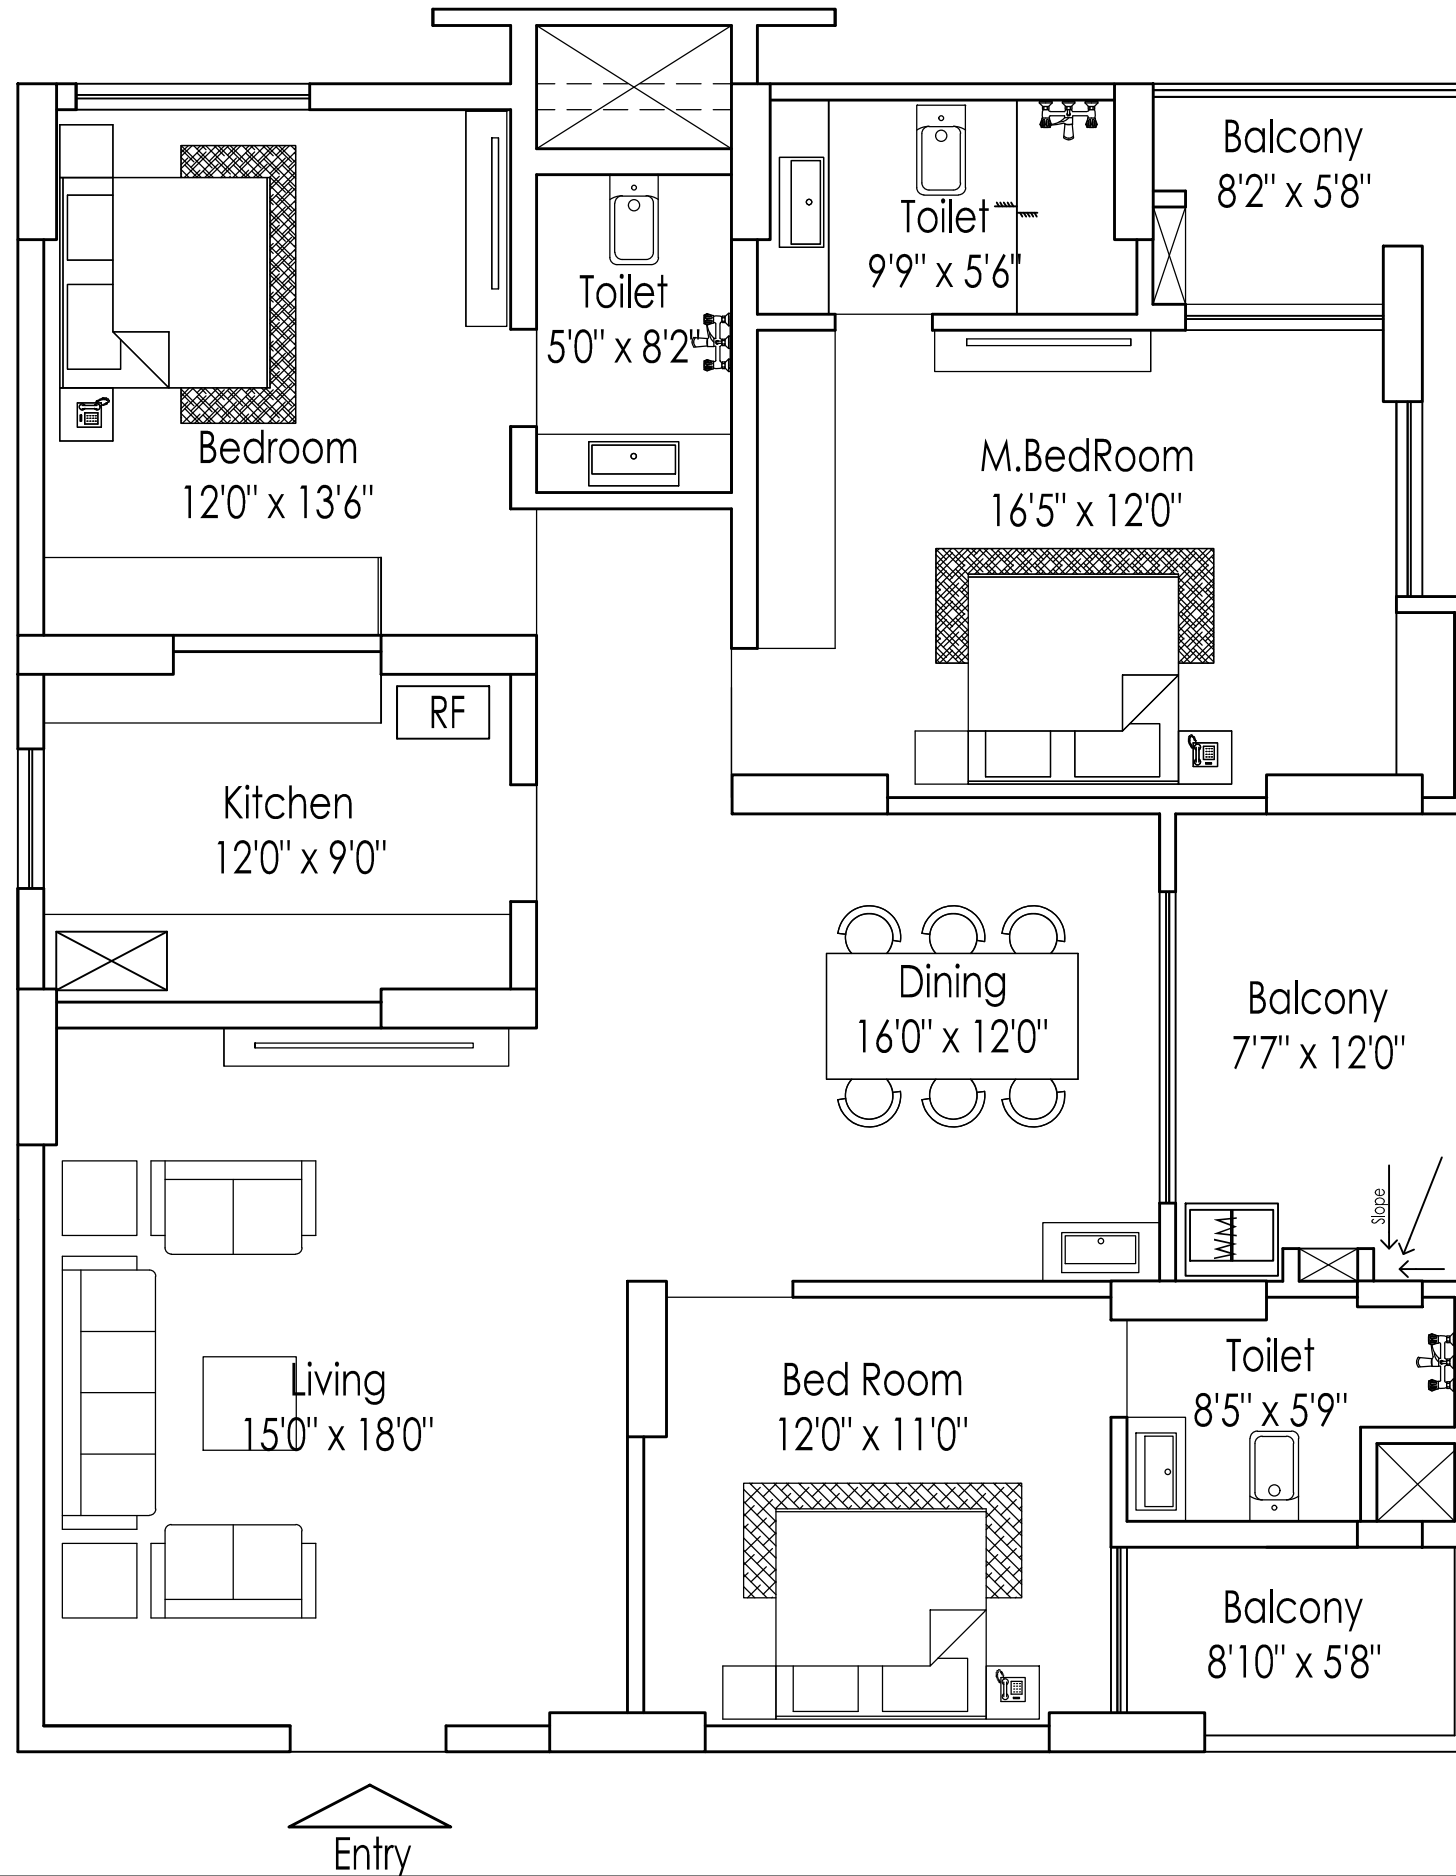 Balcony
8'2" x 5'8"
Toilet
9'9" x 5'6"
Toilet
5'0" x 8'2"
Bedroom
12'0" x 13'6"
M.BedRoom
16'5" x 12'0"
RF
Kitchen
12'0" x 9'0"
Dining
16'0" x 12'0"
Balcony
7'7" x 12'0"
Slope
Living
15'0" x 18'0"
Bed Room
12'0" x 11'0"
Toilet
8'5" x 5'9"
Balcony
8'10" x 5'8"
Entry